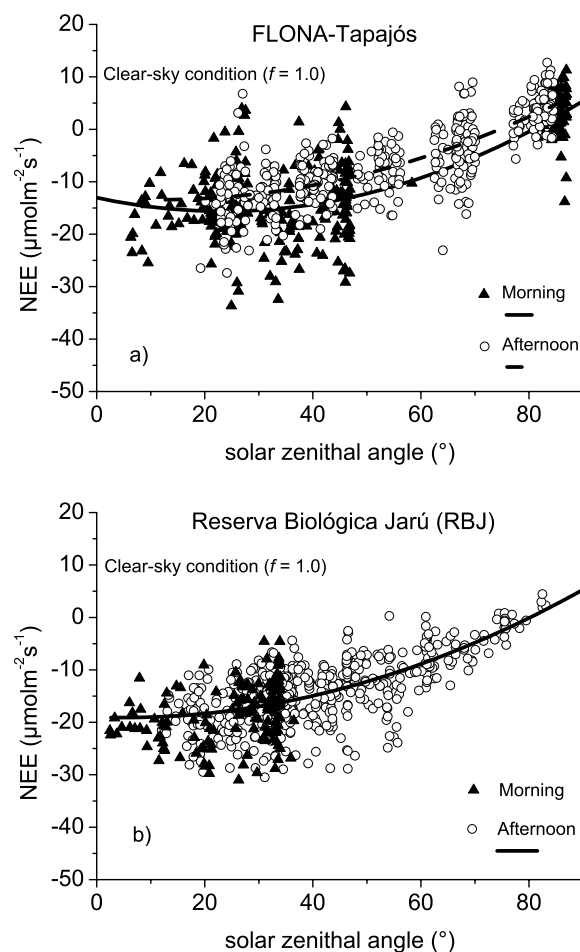 FLONA-Tapajós
Clear-sky condition (f = 1.0)
20
10
0
-10
-20
-30
-40
-50
NEE (µmolm⁻²s⁻¹)
Morning
Afternoon
a)
0 20 40 60 80
solar zenithal angle (°)
Reserva Biológica Jarú (RBJ)
Clear-sky condition (f = 1.0)
20
10
0
-10
-20
-30
-40
-50
NEE (µmolm⁻²s⁻¹)
Morning
Afternoon
b)
0 20 40 60 80
solar zenithal angle (°)